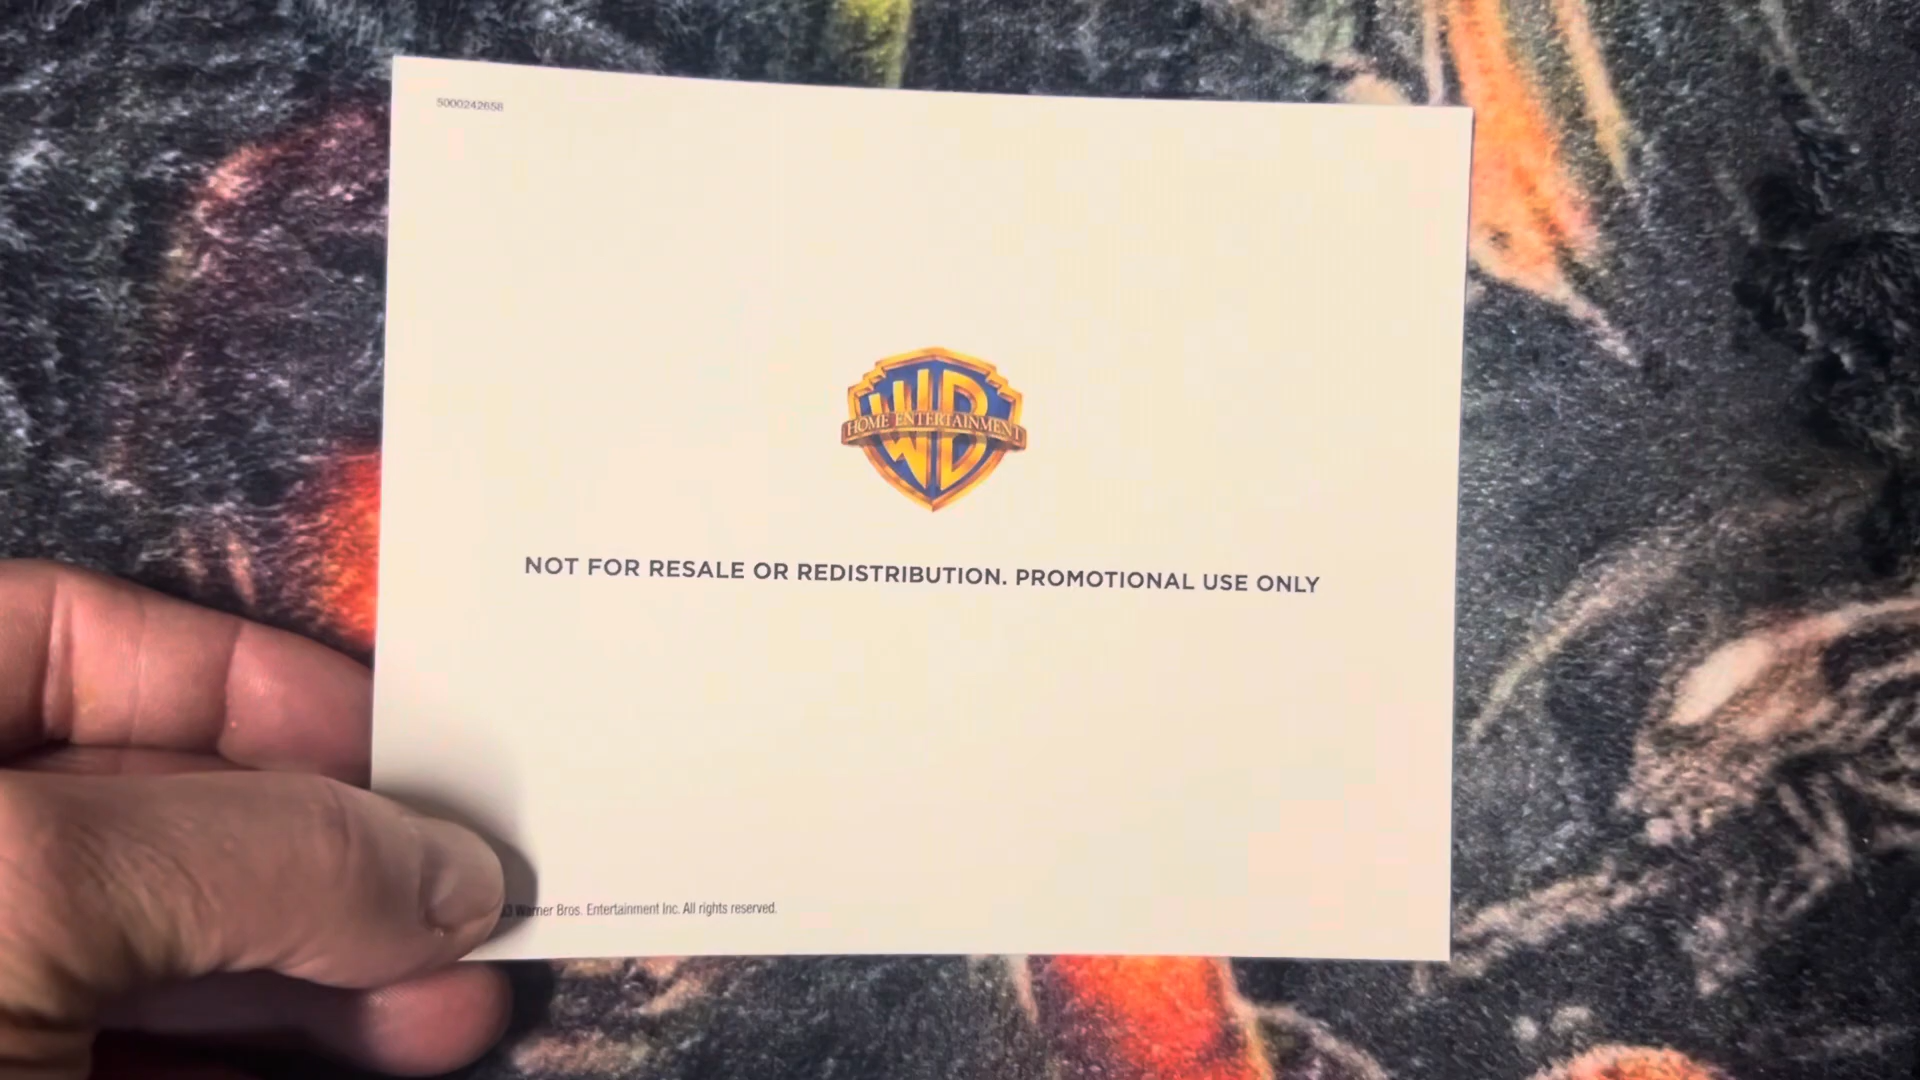 5000242658
WB
HOME ENTERTAINMENT
NOT FOR RESALE OR REDISTRIBUTION. PROMOTIONAL USE ONLY
Warner Bros. Entertainment Inc. All rights reserved.